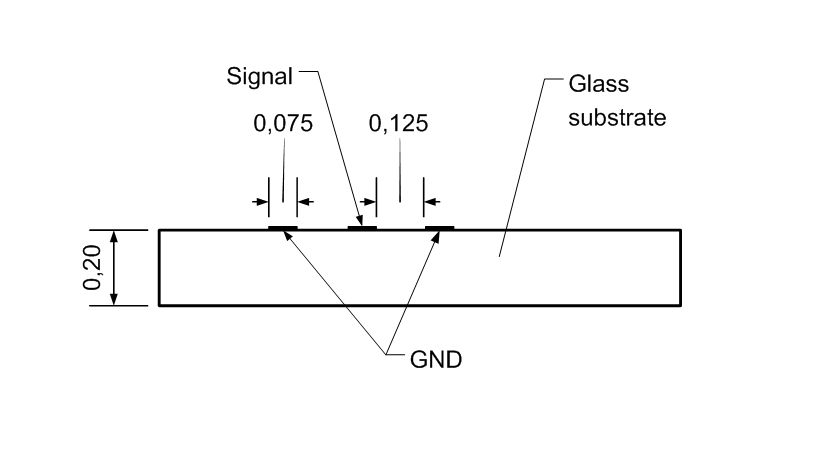 Signal
Glass
substrate
0,075
0,125
0,20
GND